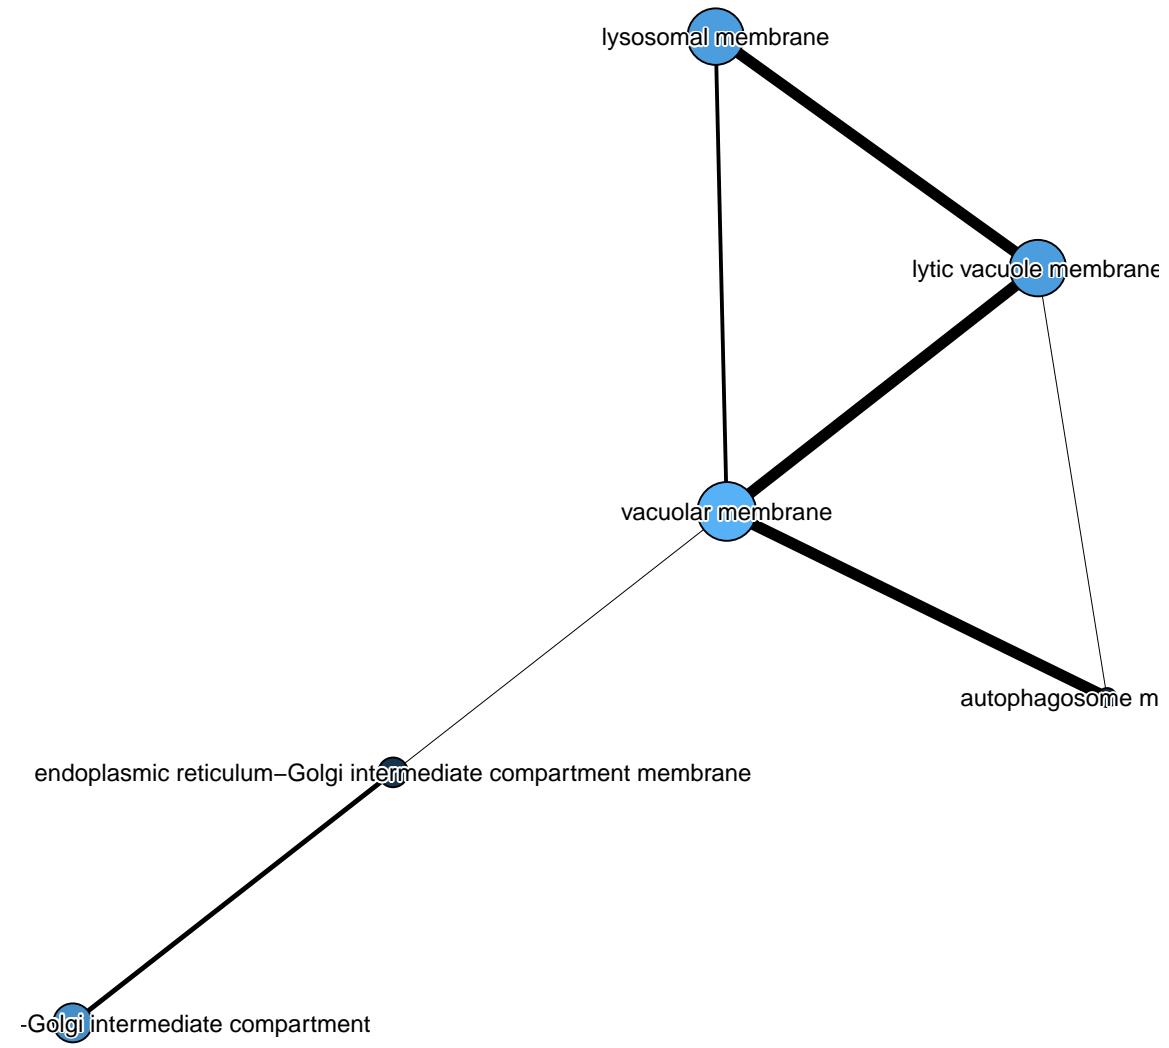 lysosomal membrane
lytic vacuole membrane
vacuolar membrane
autophagosome m
endoplasmic reticulum–Golgi intermediate compartment membrane
-Golgi intermediate compartment